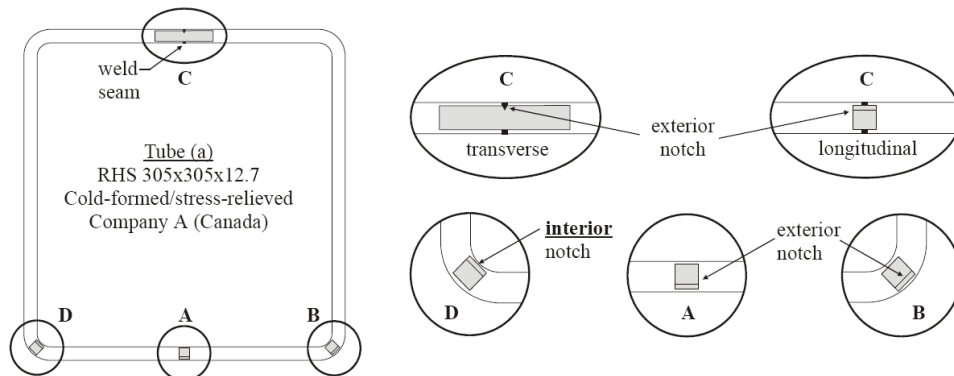 weld
seam
C
Tube (a)
RHS 305x305x12.7
Cold-formed/stress-relieved
Company A (Canada)
D
A
B
C
transverse
exterior
notch
C
longitudinal
interior
notch
D
A
exterior
notch
B